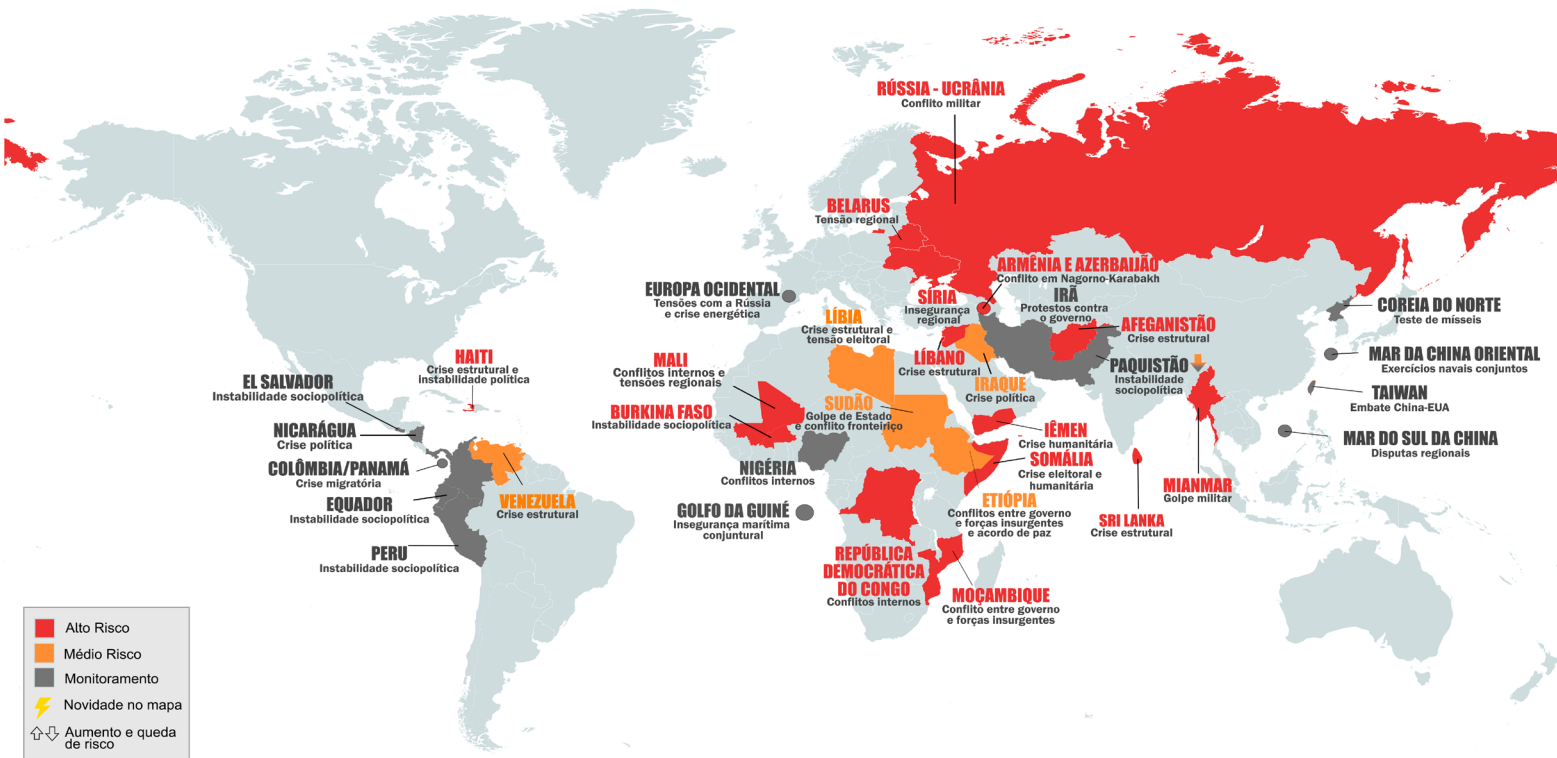 RÚSSIA - UCRÂNIA
Conflito militar
BELARUS
Tensão regional
ARMÊNIA E AZERBAIJÃO
Conflito em Nagorno-Karabakh
EUROPA OCIDENTAL
Tensões com a Rússia
e crise energética
SÍRIA
Insegurança
regional
IRÃ
Protestos contra
o governo
AFEGANISTÃO
Crise estrutural
COREIA DO NORTE
Teste de mísseis
LÍBIA
Crise estrutural e
tensão eleitoral
LÍBANO
Crise estrutural
PAQUISTÃO
Instabilidade
sociopolítica
MAR DA CHINA ORIENTAL
Exercícios navais conjuntos
HAITI
Crise estrutural e
instabilidade política
MALI
Conflitos internos e
tensões regionais
IRAQUE
Crise política
TAIWAN
Embate China-EUA
EL SALVADOR
Instabilidade sociopolítica
BURKINA FASO
Instabilidade sociopolítica
SUDÃO
Golpe de Estado
e conflito fronteiriço
IÊMEN
Crise humanitária
MAR DO SUL DA CHINA
Disputas regionais
NICARÁGUA
Crise política
SOMÁLIA
Crise eleitoral e
humanitária
COLÔMBIA/PANAMÁ
Crise migratória
NIGÉRIA
Conflitos internos
MIANMAR
Golpe militar
EQUADOR
Instabilidade sociopolítica
VENEZUELA
Crise estrutural
GOLFO DA GUINÉ
Insegurança marítima
conjuntural
ETIÓPIA
Conflitos entre governo
e forças insurgentes
e acordo de paz
SRI LANKA
Crise estrutural
PERU
Instabilidade sociopolítica
REPÚBLICA
DEMOCRÁTICA
DO CONGO
Conflitos internos
MOÇAMBIQUE
Conflito entre governo
e forças insurgentes
Alto Risco
Médio Risco
Monitoramento
Novidade no mapa
Aumento e queda
de risco